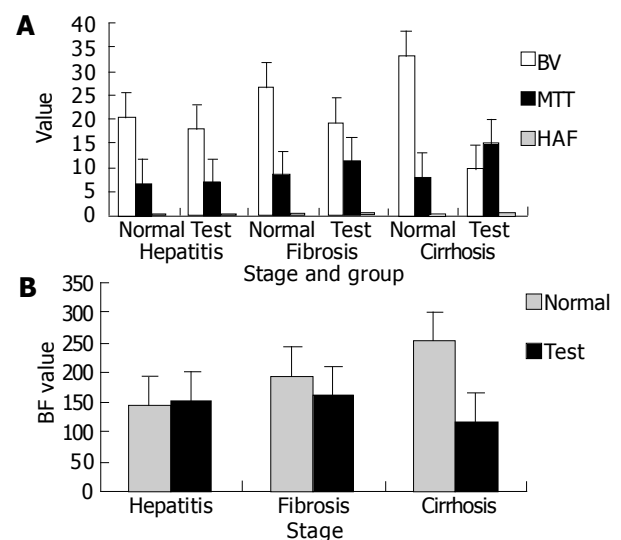 A
Value
40
35
30
25
20
15
10
5
0
BV
MTT
HAF
Normal Test Normal Test Normal Test
Hepatitis Fibrosis Cirrhosis
Stage and group
B
BF value
350
300
250
200
150
100
50
0
Normal
Test
Hepatitis Fibrosis Cirrhosis
Stage